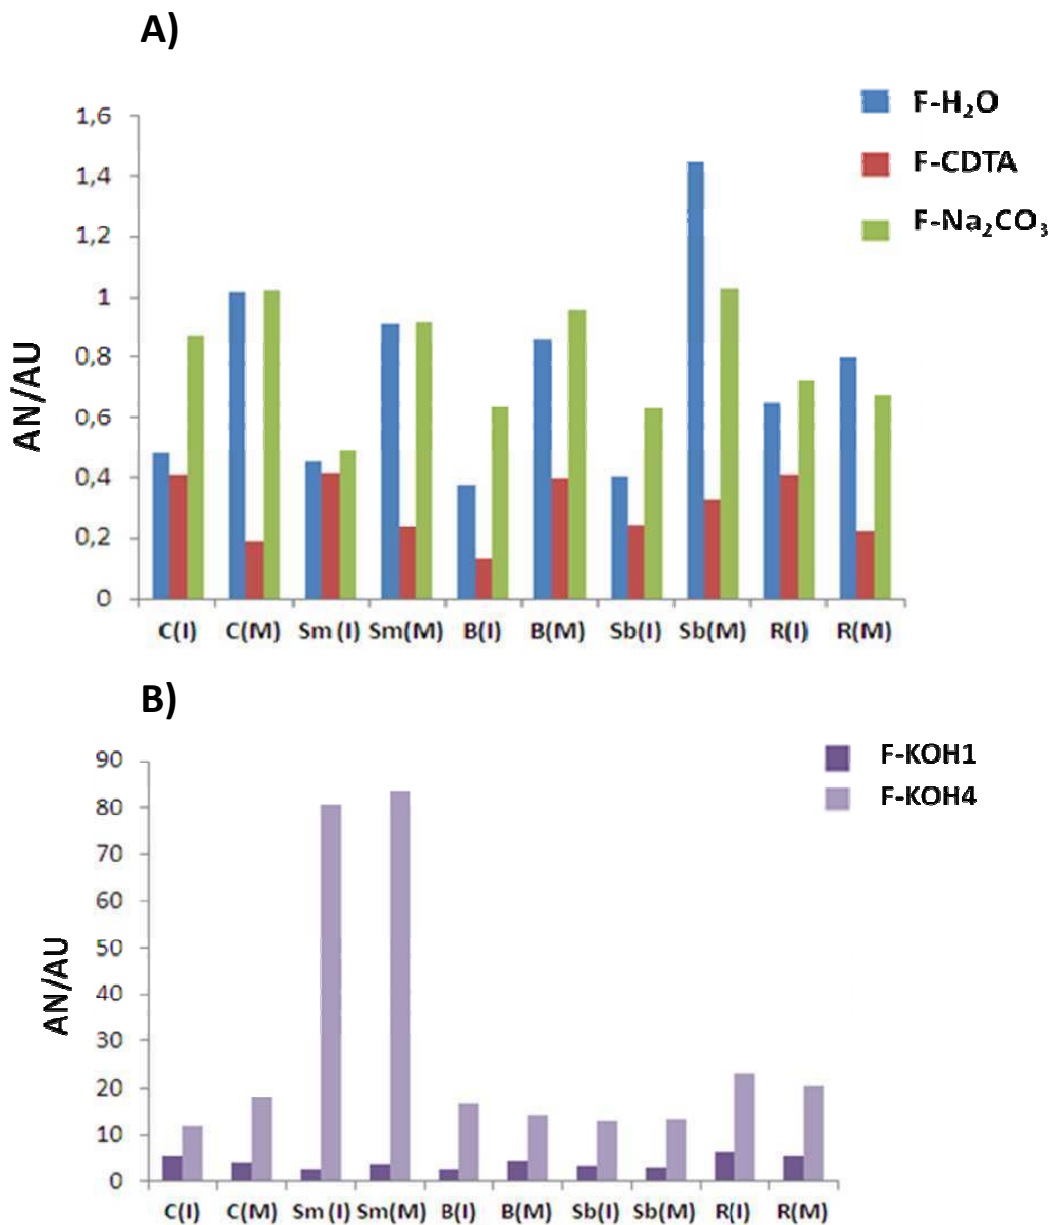 A)
F-H₂O
F-CDTA
F-Na₂CO₃
1,6
1,4
1,2
1
0,8
0,6
0,4
0,2
0
AN/AU
C(I) C(M) Sm (I) Sm(M) B(I) B(M) Sb(I) Sb(M) R(I) R(M)
B)
F-KOH1
F-KOH4
90
80
70
60
50
40
30
20
10
0
AN/AU
C(I) C(M) Sm (I) Sm(M) B(I) B(M) Sb(I) Sb(M) R(I) R(M)